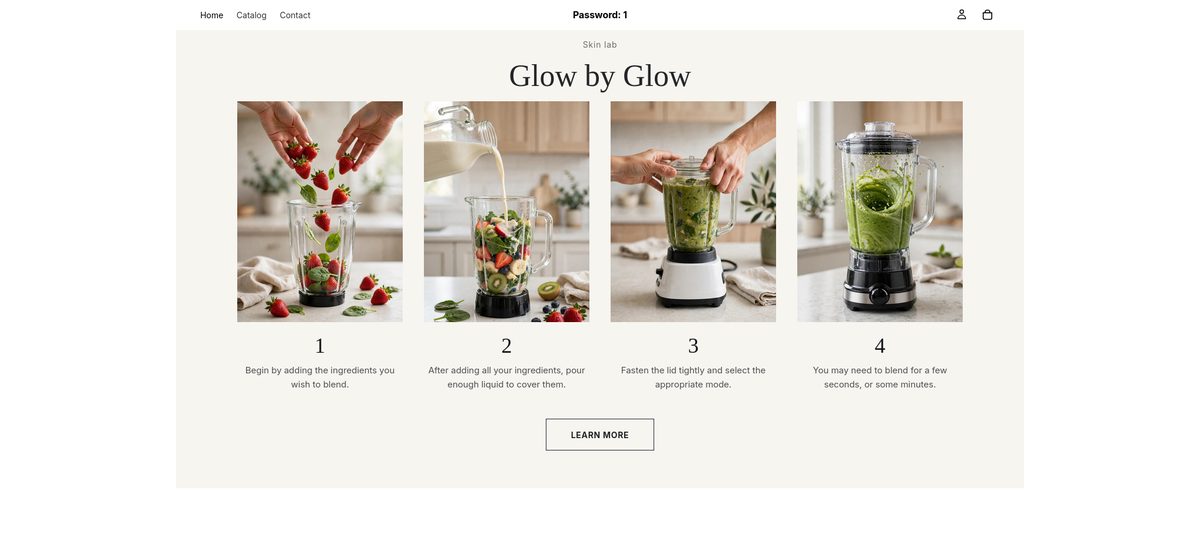 Home Catalog Contact
Password: 1
Skin lab
Glow by Glow
1
Begin by adding the ingredients you
wish to blend.
2
After adding all your ingredients, pour
enough liquid to cover them.
3
Fasten the lid tightly and select the
appropriate mode.
4
You may need to blend for a few
seconds, or some minutes.
LEARN MORE